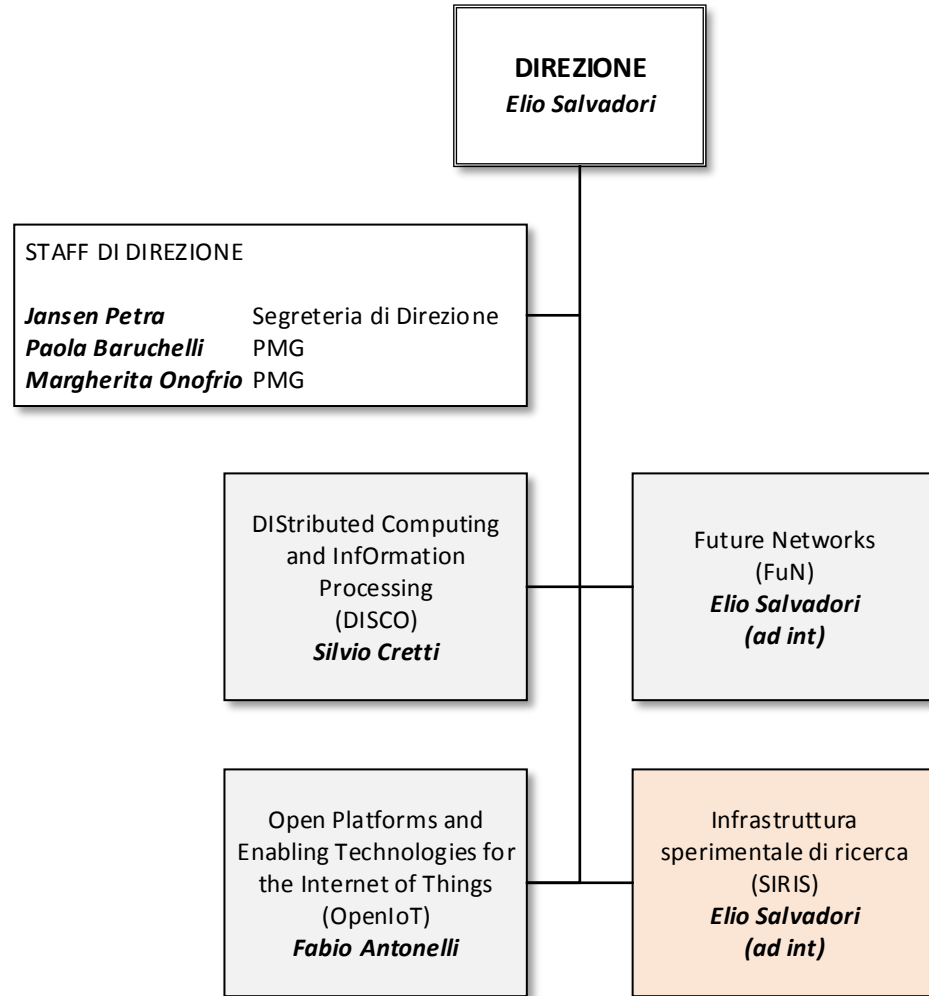 DIREZIONE
Elio Salvadori
STAFF DI DIREZIONE
Jansen Petra Segreteria di Direzione
Paola Baruchelli PMG
Margherita Onofrio PMG
DIStributed Computing
and InfOrmation
Processing
(DISCO)
Silvio Cretti
Future Networks
(FuN)
Elio Salvadori
(ad int)
Open Platforms and
Enabling Technologies for
the Internet of Things
(OpenIoT)
Fabio Antonelli
Infrastruttura
sperimentale di ricerca
(SIRIS)
Elio Salvadori
(ad int)